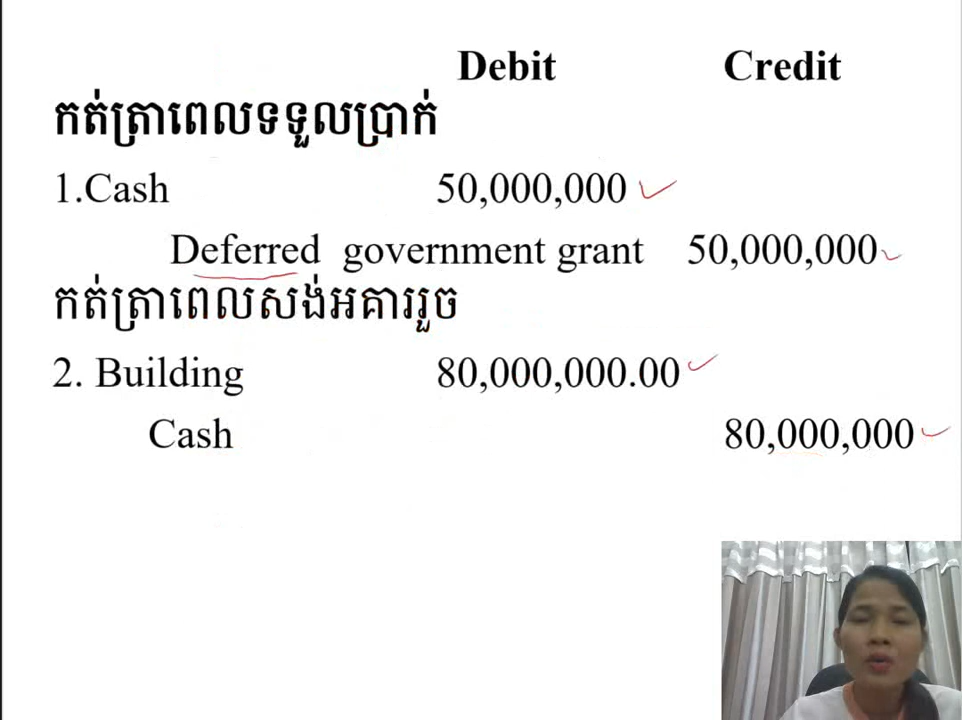 Debit Credit
កត់ត្រាពេលទទួលប្រាក់
1.Cash 50,000,000
Deferred government grant 50,000,000
កត់ត្រាពេលសង់អគាររួច
2. Building 80,000,000.00
Cash 80,000,000